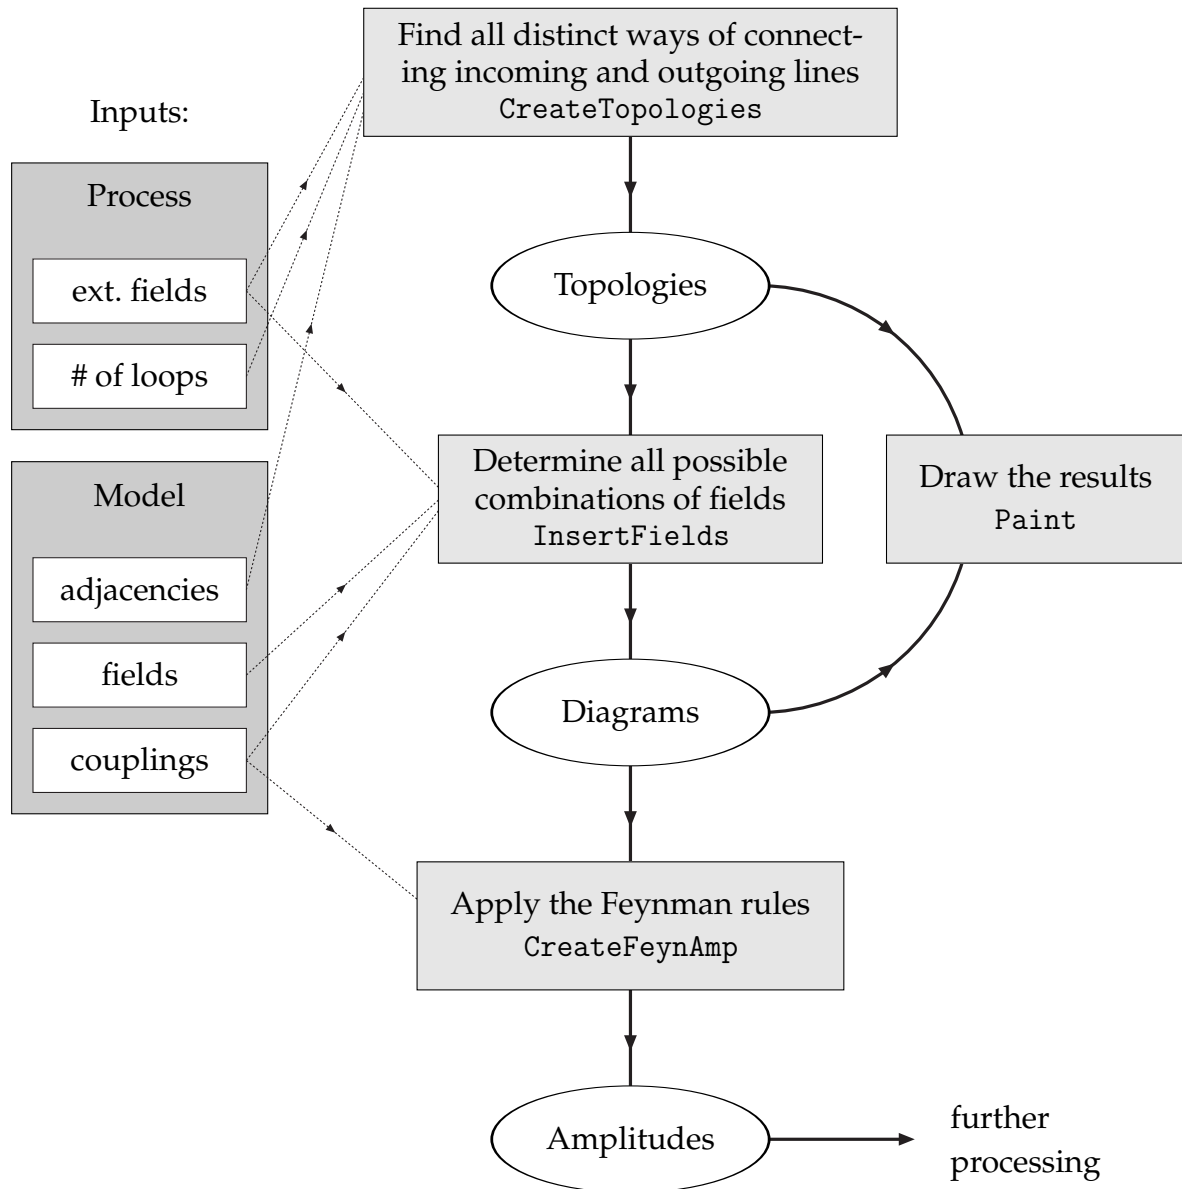 Find all distinct ways of connect-
ing incoming and outgoing lines
CreateTopologies
Inputs:
Process
ext. fields
# of loops
Topologies
Model
adjacencies
fields
couplings
Determine all possible
combinations of fields
InsertFields
Draw the results
Paint
Diagrams
Apply the Feynman rules
CreateFeynAmp
Amplitudes
further
processing